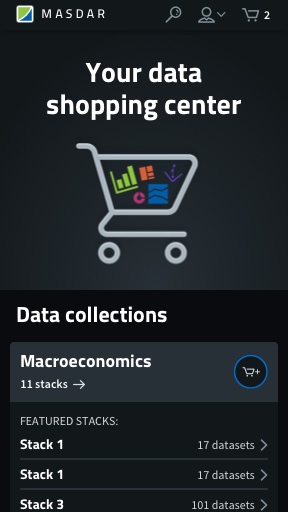 MASDAR
2
Your data
shopping center
Data collections
Macroeconomics
11 stacks
FEATURED STACKS:
Stack 1 17 datasets
Stack 1 17 datasets
Stack 3 101 datasets